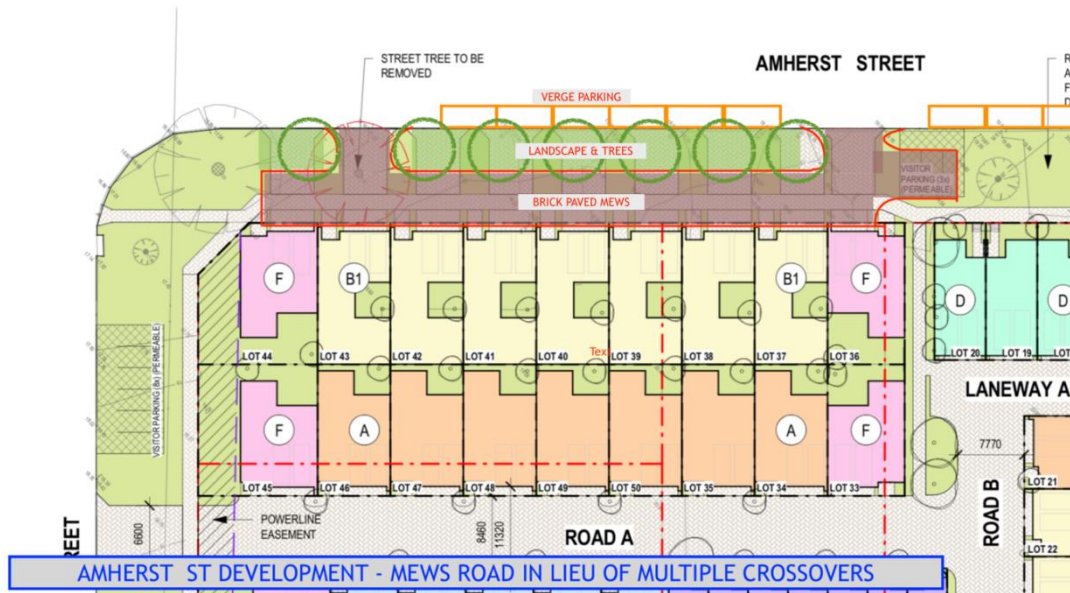 STREET TREE TO BE
REMOVED
AMHERST STREET
R
A
F
D
VERGE PARKING
LANDSCAPE & TREES
VISITOR
PARKING (3x)
(PERMEABLE)
BRICK PAVED MEWS
F
B1
B1
F
D
D
Tex
LOT 44
LOT 43
LOT 42
LOT 41
LOT 40
LOT 39
LOT 38
LOT 37
LOT 36
LOT 20
LOT 19
LOT
VISITOR PARKING (8x) (PERMEABLE)
LANEWAY A
F
A
A
F
7770
LOT 45
LOT 46
LOT 47
LOT 48
LOT 49
LOT 50
LOT 35
LOT 34
LOT 33
LOT 21
POWERLINE
EASEMENT
6600
8460
11320
ROAD A
ROAD B
LOT 22
REET
AMHERST ST DEVELOPMENT - MEWS ROAD IN LIEU OF MULTIPLE CROSSOVERS